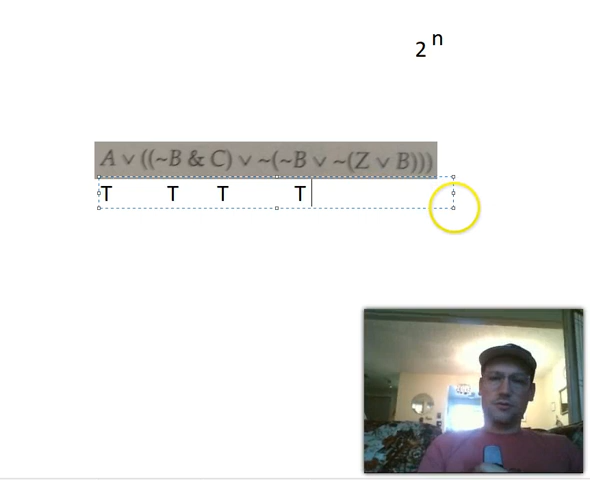 2 n
A ∨ ((~B & C) ∨ ~(~B ∨ ~(Z ∨ B)))
T T T T